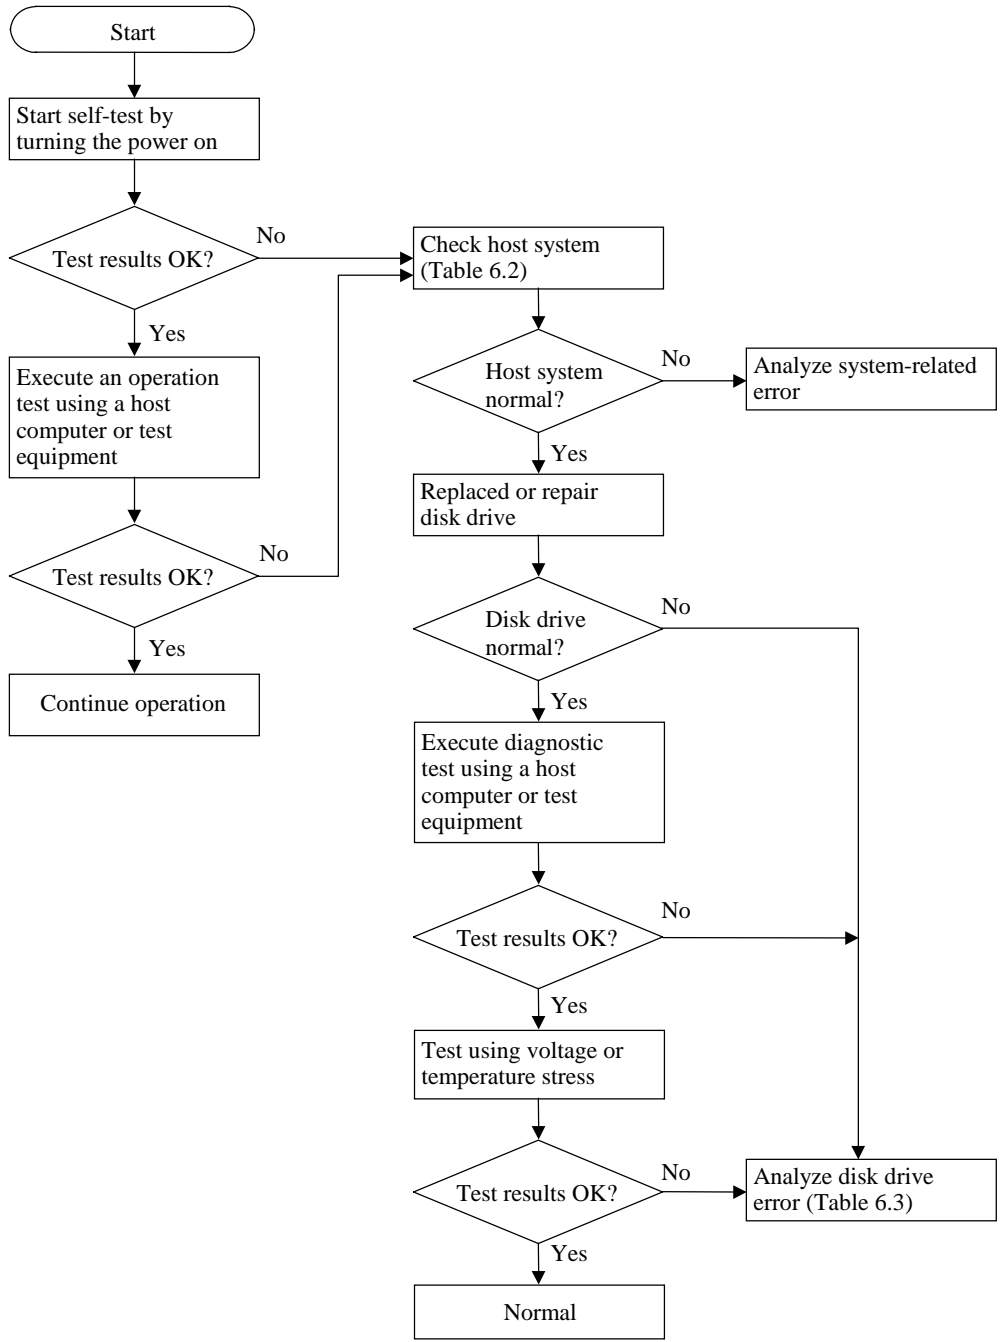 Start
Start self-test by
turning the power on
Test results OK?
No
Yes
Execute an operation
test using a host
computer or test
equipment
Test results OK?
No
Yes
Continue operation
Check host system
(Table 6.2)
Host system
normal?
No
Analyze system-related
error
Yes
Replaced or repair
disk drive
Disk drive
normal?
No
Yes
Execute diagnostic
test using a host
computer or test
equipment
Test results OK?
No
Yes
Test using voltage or
temperature stress
Test results OK?
No
Analyze disk drive
error (Table 6.3)
Yes
Normal